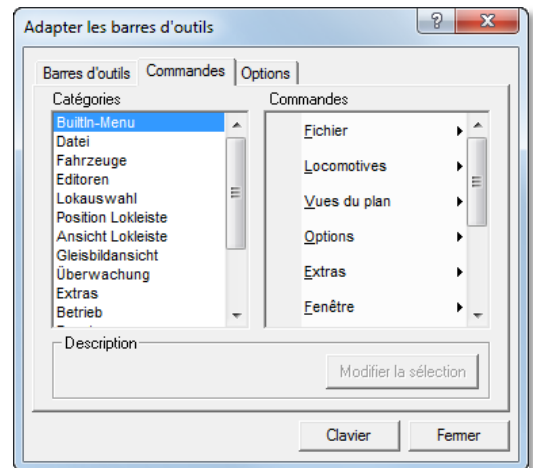 Adapter les barres d'outils
Barres d'outils Commandes Options
Catégories
BuiltIn-Menu
Datei
Fahrzeuge
Editoren
Lokauswahl
Position Lokleiste
Ansicht Lokleiste
Gleisbildansicht
Überwachung
Extras
Betrieb
Commandes
Fichier
Locomotives
Vues du plan
Options
Extras
Fenêtre
Description
Modifier la sélection
Clavier Fermer